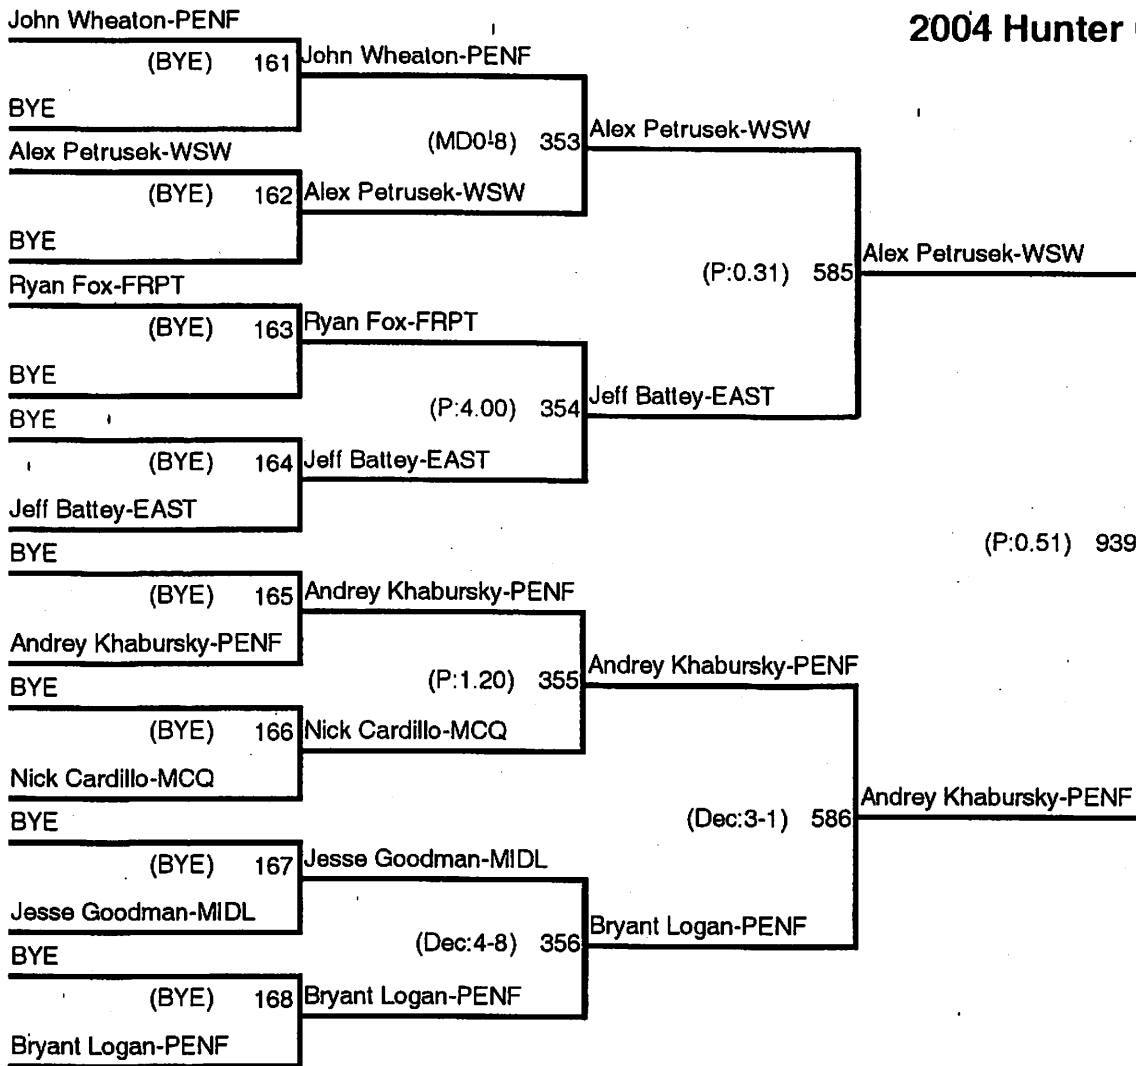 John Wheaton-PENF
2004 Hunter
(BYE) 161 John Wheaton-PENF
BYE
(MD0-8) 353 Alex Petrusek-WSW
Alex Petrusek-WSW
(BYE) 162 Alex Petrusek-WSW
BYE
(P:0.31) 585 Alex Petrusek-WSW
Ryan Fox-FRPT
(BYE) 163 Ryan Fox-FRPT
BYE
(P:4.00) 354 Jeff Battey-EAST
BYE
(BYE) 164 Jeff Battey-EAST
Jeff Battey-EAST
(P:0.51) 939
BYE
(BYE) 165 Andrey Khabursky-PENF
Andrey Khabursky-PENF
(P:1.20) 355 Andrey Khabursky-PENF
BYE
(BYE) 166 Nick Cardillo-MCQ
Nick Cardillo-MCQ
(Dec:3-1) 586 Andrey Khabursky-PENF
BYE
(BYE) 167 Jesse Goodman-MIDL
Jesse Goodman-MIDL
(Dec:4-8) 356 Bryant Logan-PENF
BYE
(BYE) 168 Bryant Logan-PENF
Bryant Logan-PENF